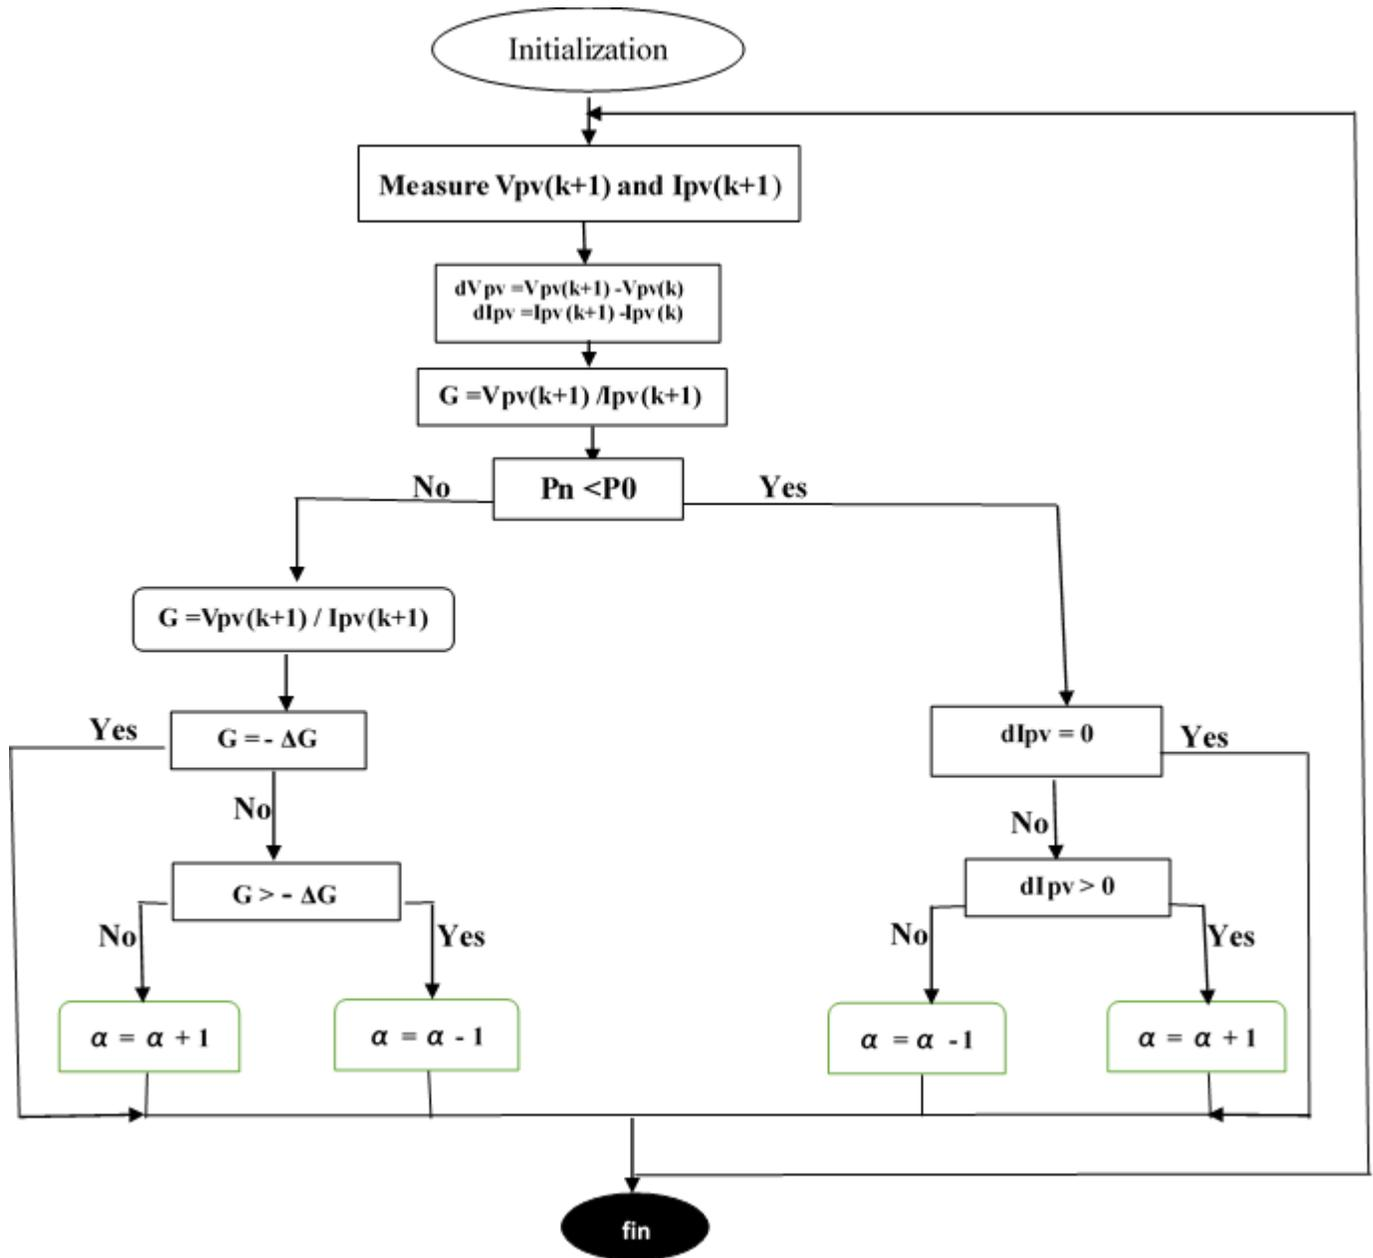 Initialization
Measure Vpv(k+1) and Ipv(k+1)
dVpv =Vpv(k+1) -Vpv(k)
dIpv =Ipv (k+1) -Ipv (k)
G =Vpv(k+1) /Ipv(k+1)
Pn <P0
No
Yes
G =Vpv(k+1) / Ipv(k+1)
G = - ΔG
Yes
No
G > - ΔG
No
Yes
α = α + 1
α = α - 1
dIpv = 0
Yes
No
dIpv > 0
No
Yes
α = α -1
α = α + 1
fin